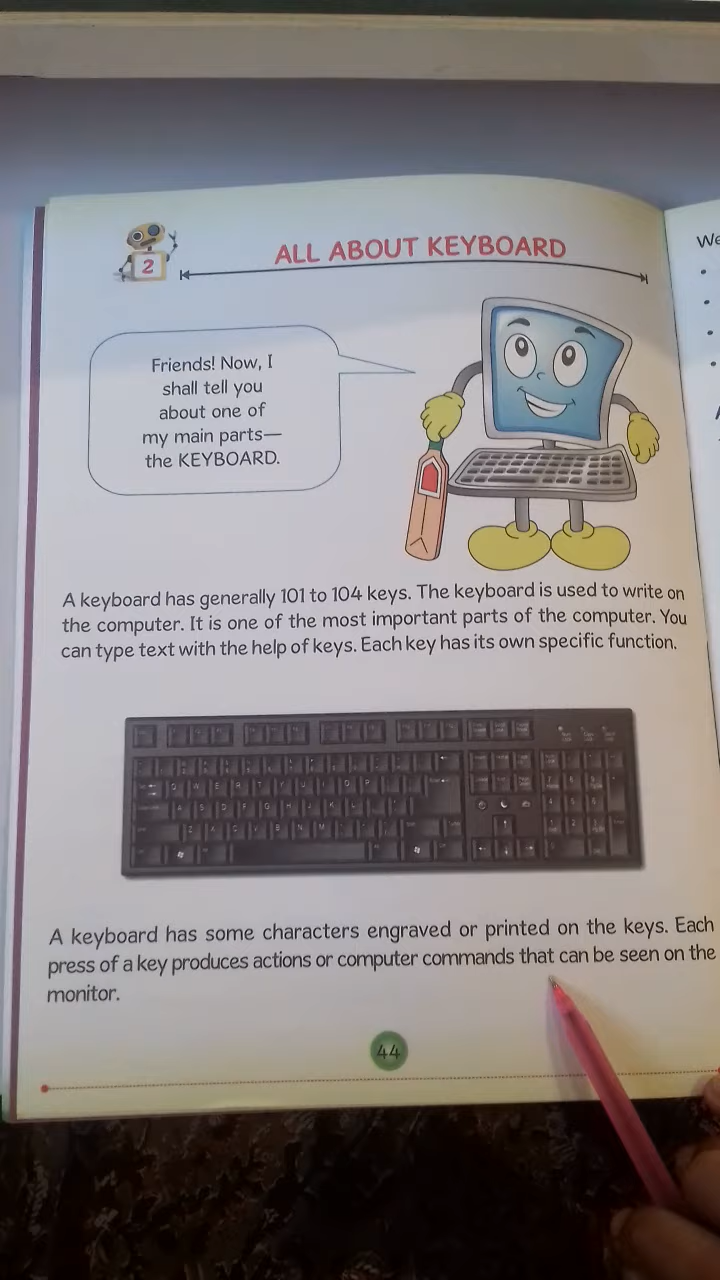 2
ALL ABOUT KEYBOARD
We
Friends! Now, I
shall tell you
about one of
my main parts—
the KEYBOARD.
A keyboard has generally 101 to 104 keys. The keyboard is used to write on
the computer. It is one of the most important parts of the computer. You
can type text with the help of keys. Each key has its own specific function.
A keyboard has some characters engraved or printed on the keys. Each
press of a key produces actions or computer commands that can be seen on the
monitor.
44